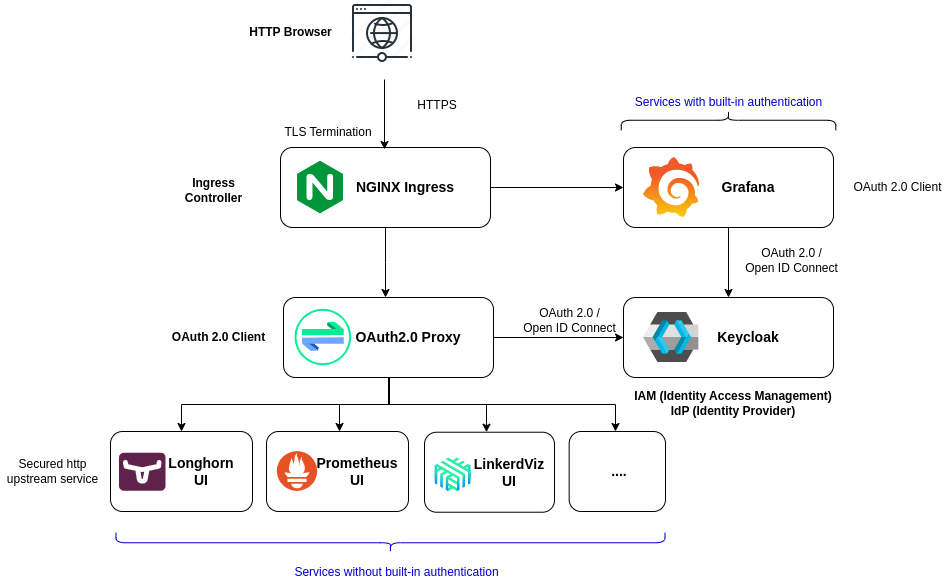 HTTP Browser
HTTPS
Services with built-in authentication
TLS Termination
Ingress
Controller
NGINX Ingress
Grafana
OAuth 2.0 Client
OAuth 2.0 /
Open ID Connect
OAuth 2.0 Client
OAuth2.0 Proxy
OAuth 2.0 /
Open ID Connect
Keycloak
IAM (Identity Access Management)
IdP (Identity Provider)
Secured http
upstream service
Longhorn
UI
Prometheus
UI
LinkerdViz
UI
....
Services without built-in authentication